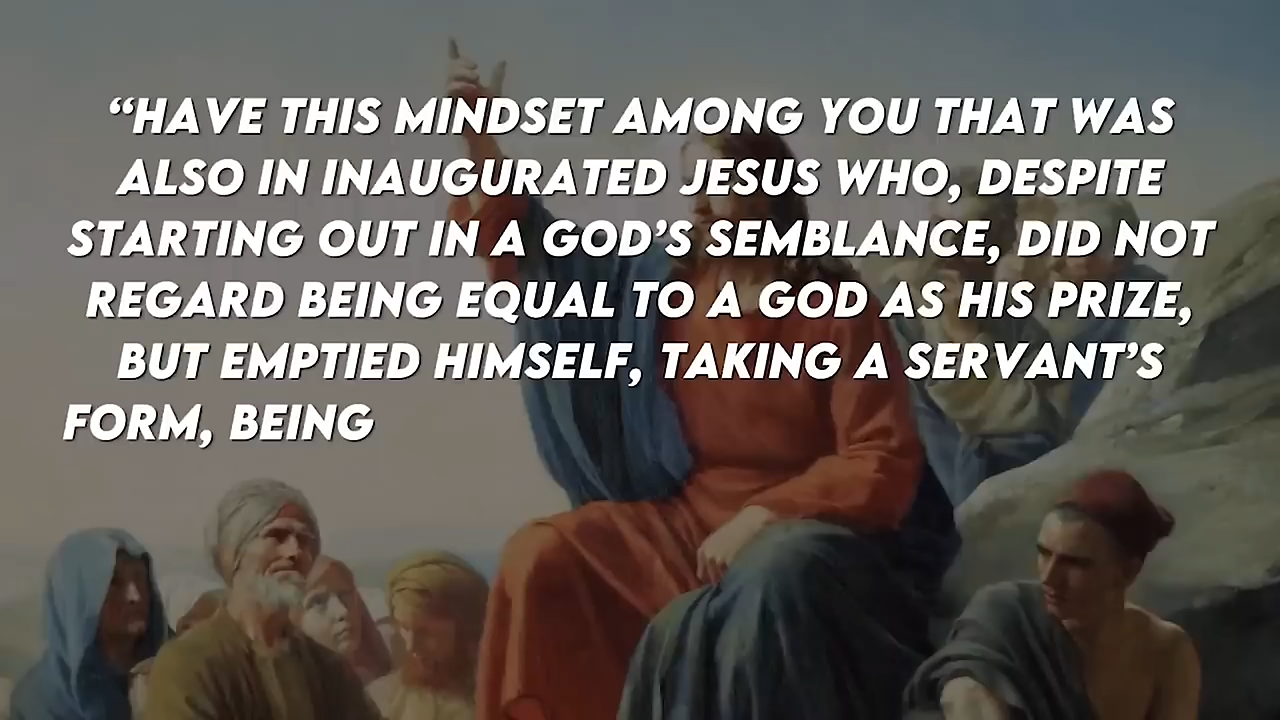 “HAVE THIS MINDSET AMONG YOU THAT WAS
ALSO IN INAUGURATED JESUS WHO, DESPITE
STARTING OUT IN A GOD’S SEMBLANCE, DID NOT
REGARD BEING EQUAL TO A GOD AS HIS PRIZE,
BUT EMPTIED HIMSELF, TAKING A SERVANT’S
FORM, BEING